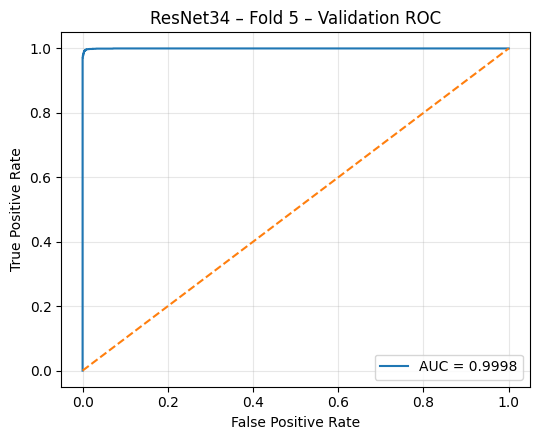 ResNet34 – Fold 5 – Validation ROC
1.0
0.8
0.6
0.4
0.2
0.0
True Positive Rate
AUC = 0.9998
0.0 0.2 0.4 0.6 0.8 1.0
False Positive Rate